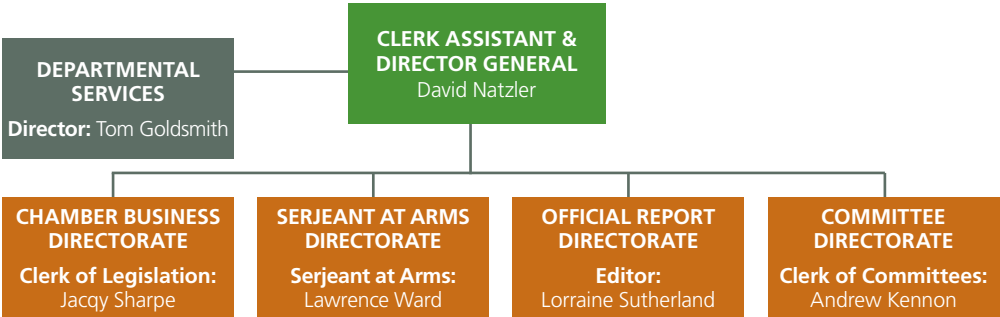 CLERK ASSISTANT &
DIRECTOR GENERAL
David Natzler
DEPARTMENTAL
SERVICES
Director: Tom Goldsmith
CHAMBER BUSINESS
DIRECTORATE
Clerk of Legislation:
Jacqy Sharpe
SERJEANT AT ARMS
DIRECTORATE
Serjeant at Arms:
Lawrence Ward
OFFICIAL REPORT
DIRECTORATE
Editor:
Lorraine Sutherland
COMMITTEE
DIRECTORATE
Clerk of Committees:
Andrew Kennon